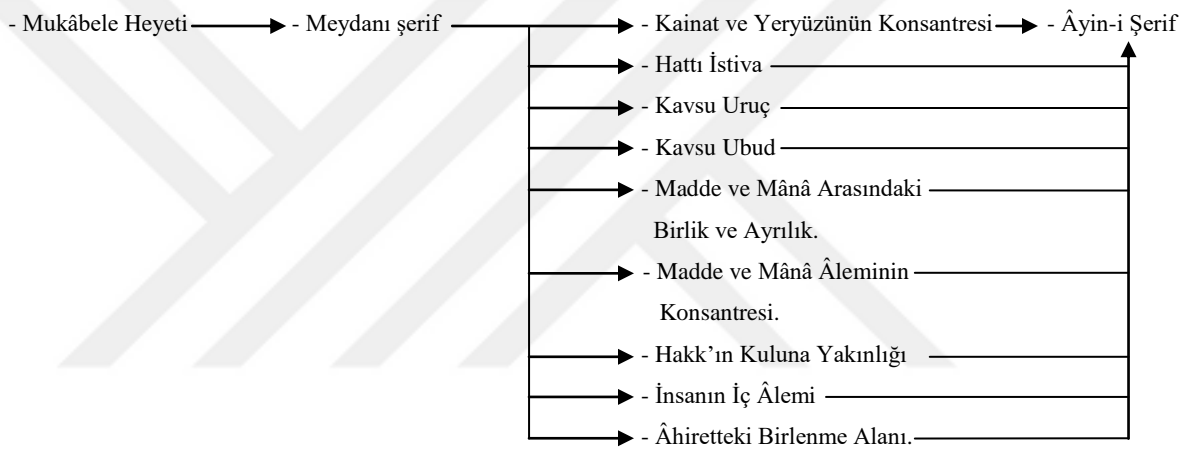 - Mukâbele Heyeti - Meydanı şerif - Kainat ve Yeryüzünün Konsantresi - Âyin-i Şerif
- Hattı İstiva
- Kavsu Uruç
- Kavsu Ubud
- Madde ve Mânâ Arasındaki
Birlik ve Ayrılık.
- Madde ve Mânâ Âleminin
Konsantresi.
- Hakk’ın Kuluna Yakınlığı
- İnsanın İç Âlemi
- Âhiretteki Birlenme Alanı.